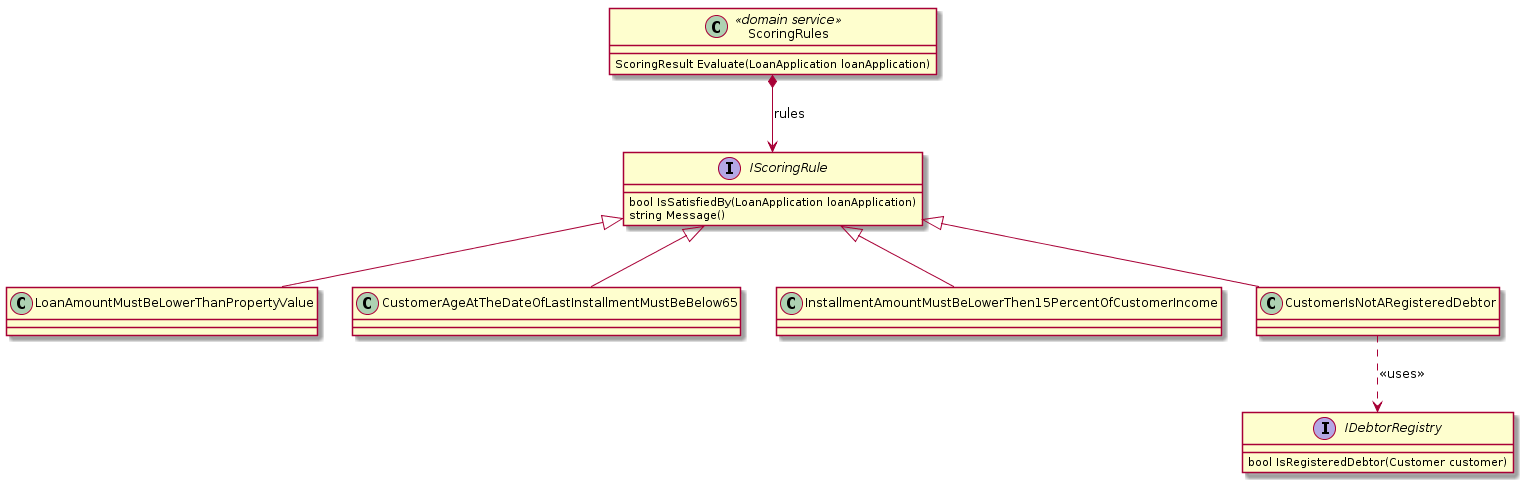 C «domain service»
ScoringRules
ScoringResult Evaluate(LoanApplication loanApplication)
rules
I IScoringRule
bool IsSatisfiedBy(LoanApplication loanApplication)
string Message()
C LoanAmountMustBeLowerThanPropertyValue
C CustomerAgeAtTheDateOfLastInstallmentMustBeBelow65
C InstallmentAmountMustBeLowerThen15PercentOfCustomerIncome
C CustomerIsNotARegisteredDebtor
«uses»
I IDebtorRegistry
bool IsRegisteredDebtor(Customer customer)